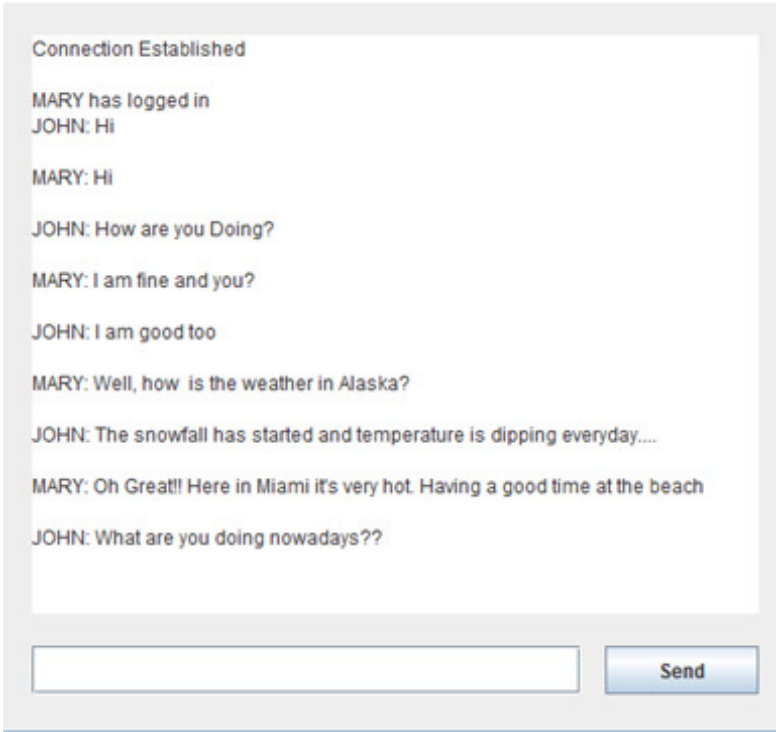 Connection Established
MARY has logged in
JOHN: Hi
MARY: Hi
JOHN: How are you Doing?
MARY: I am fine and you?
JOHN: I am good too
MARY: Well, how  is the weather in Alaska?
JOHN: The snowfall has started and temperature is dipping everyday....
MARY: Oh Great!! Here in Miami it's very hot. Having a good time at the beach
JOHN: What are you doing nowadays??
Send